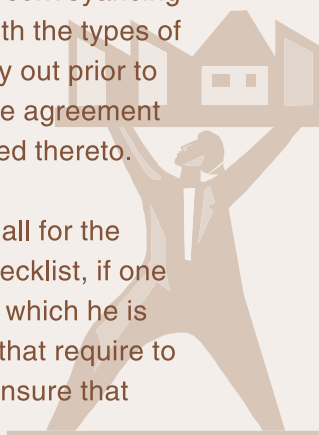 th the types of
y out prior to
e agreement
ed thereto.
all for the
ecklist, if one
which he is
that require to
nsure that